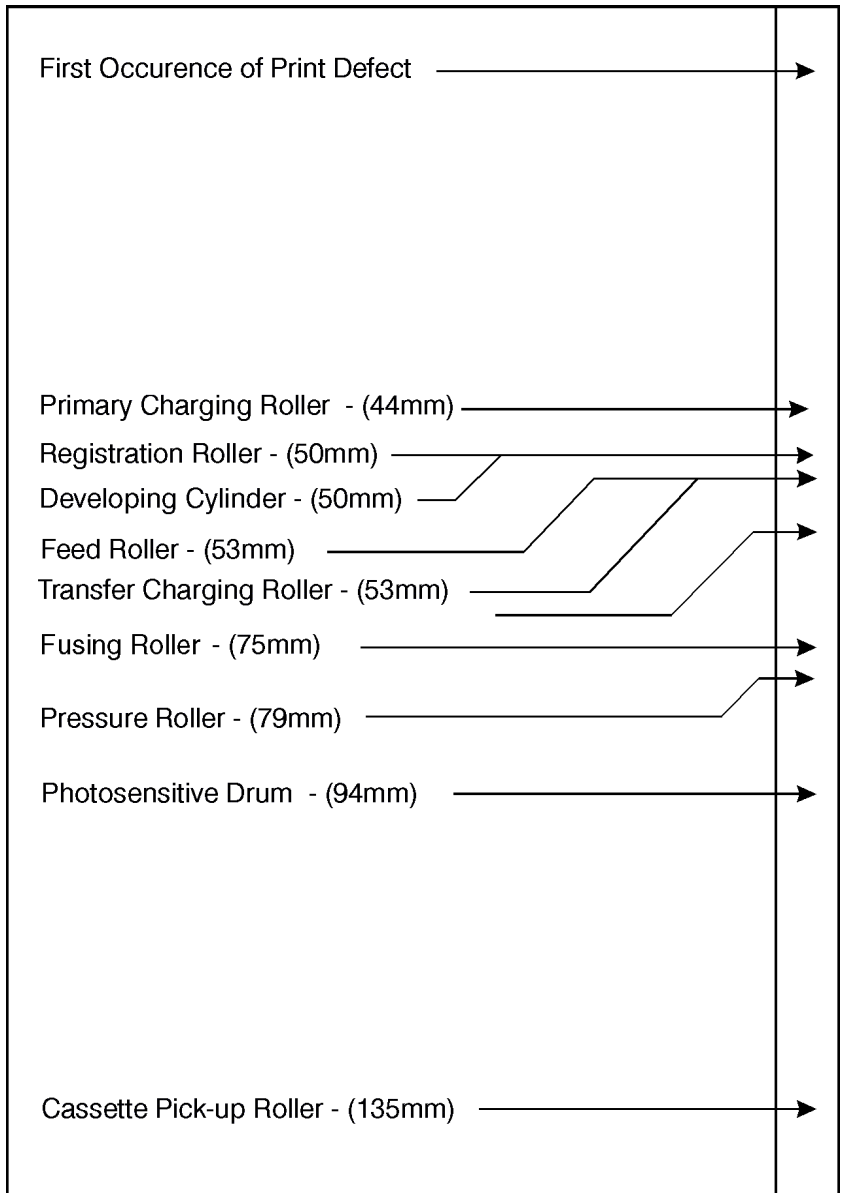 First Occurence of Print Defect
Primary Charging Roller - (44mm)
Registration Roller - (50mm)
Developing Cylinder - (50mm)
Feed Roller - (53mm)
Transfer Charging Roller - (53mm)
Fusing Roller - (75mm)
Pressure Roller - (79mm)
Photosensitive Drum - (94mm)
Cassette Pick-up Roller - (135mm)